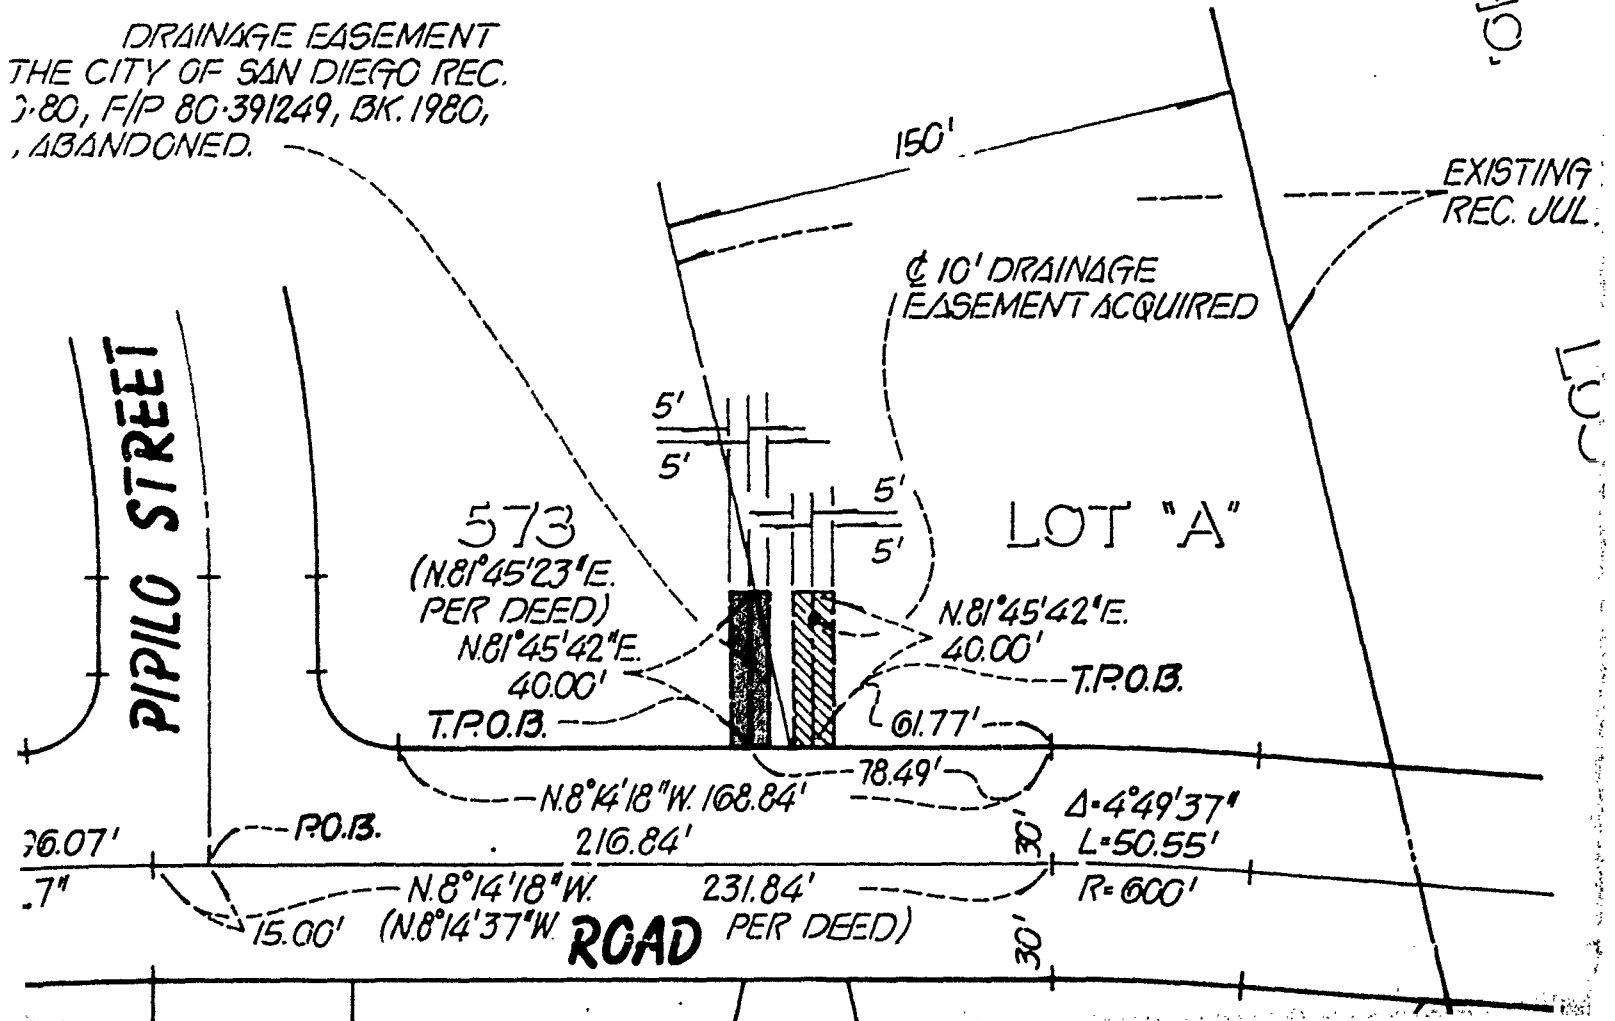 DRAINAGE EASEMENT
THE CITY OF SAN DIEGO REC.
80, F/P 80-391249, BK. 1980,
, ABANDONED.
150'
EXISTING
REC. JUL.
℄ 10' DRAINAGE
EASEMENT ACQUIRED
PIPILO STREET
5'
5'
5'
5'
573
(N.81°45'23"E.
PER DEED)
N.81°45'42"E.
40.00'
T.P.O.B.
LOT "A"
N.81°45'42"E.
40.00'
T.P.O.B.
61.77'
78.49'
N.8°14'18"W. 168.84'
P.O.B.
216.84'
6.07'
.7"
N.8°14'18"W. 231.84'
(N.8°14'37"W. PER DEED)
15.00'
ROAD
30'
30'
Δ=4°49'37"
L=50.55'
R=600'